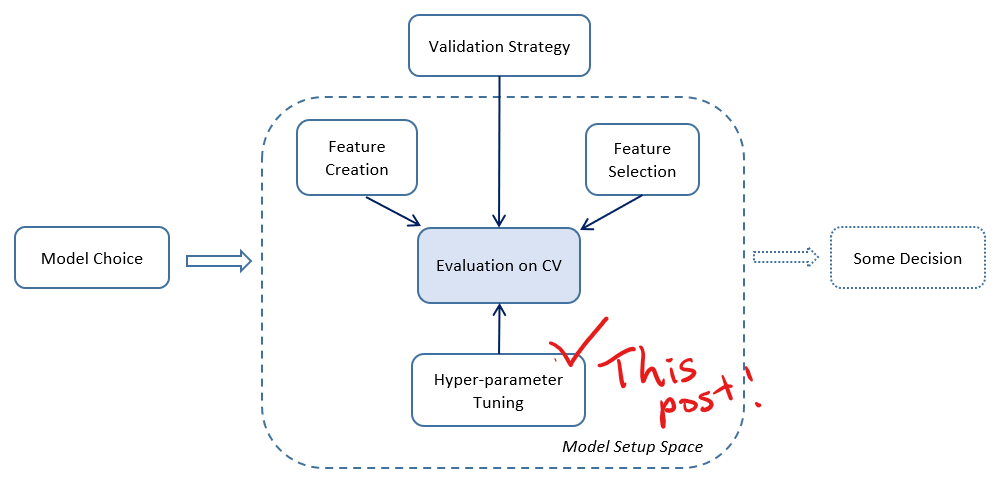 Validation Strategy
Feature
Creation
Feature
Selection
Model Choice
Evaluation on CV
Some Decision
Hyper-parameter
Tuning
This
post!
Model Setup Space